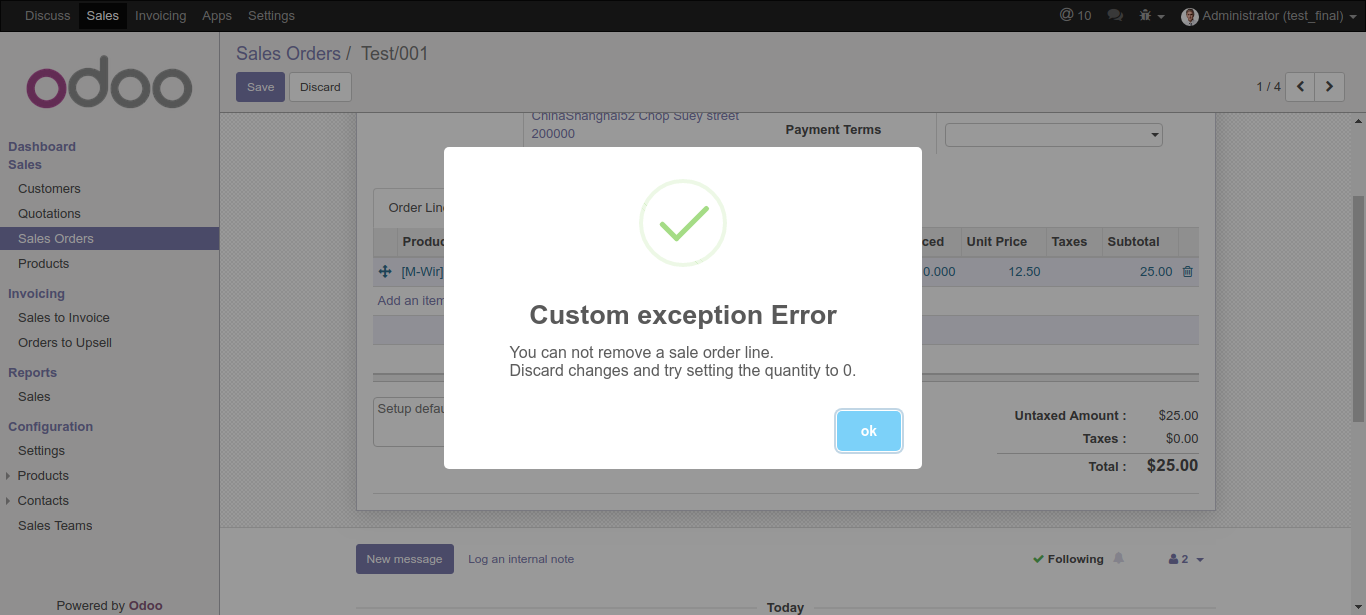 Discuss Sales Invoicing Apps Settings @ 10 Administrator (test_final)
odoo
Sales Orders / Test/001
Save Discard 1 / 4
Dashboard
Sales
Customers
Quotations
Sales Orders
Products
Invoicing
Sales to Invoice
Orders to Upsell
Reports
Sales
Configuration
Settings
Products
Contacts
Sales Teams
Powered by Odoo
ChinaShanghai52 Chop Suey street
200000
Payment Terms
Order Lin
Produc ced Unit Price Taxes Subtotal
[M-Wir] 0.000 12.50 25.00
Add an item
Setup defau
Custom exception Error
You can not remove a sale order line.
Discard changes and try setting the quantity to 0.
ok
Untaxed Amount : $25.00
Taxes : $0.00
Total : $25.00
New message Log an internal note Following 2
Today